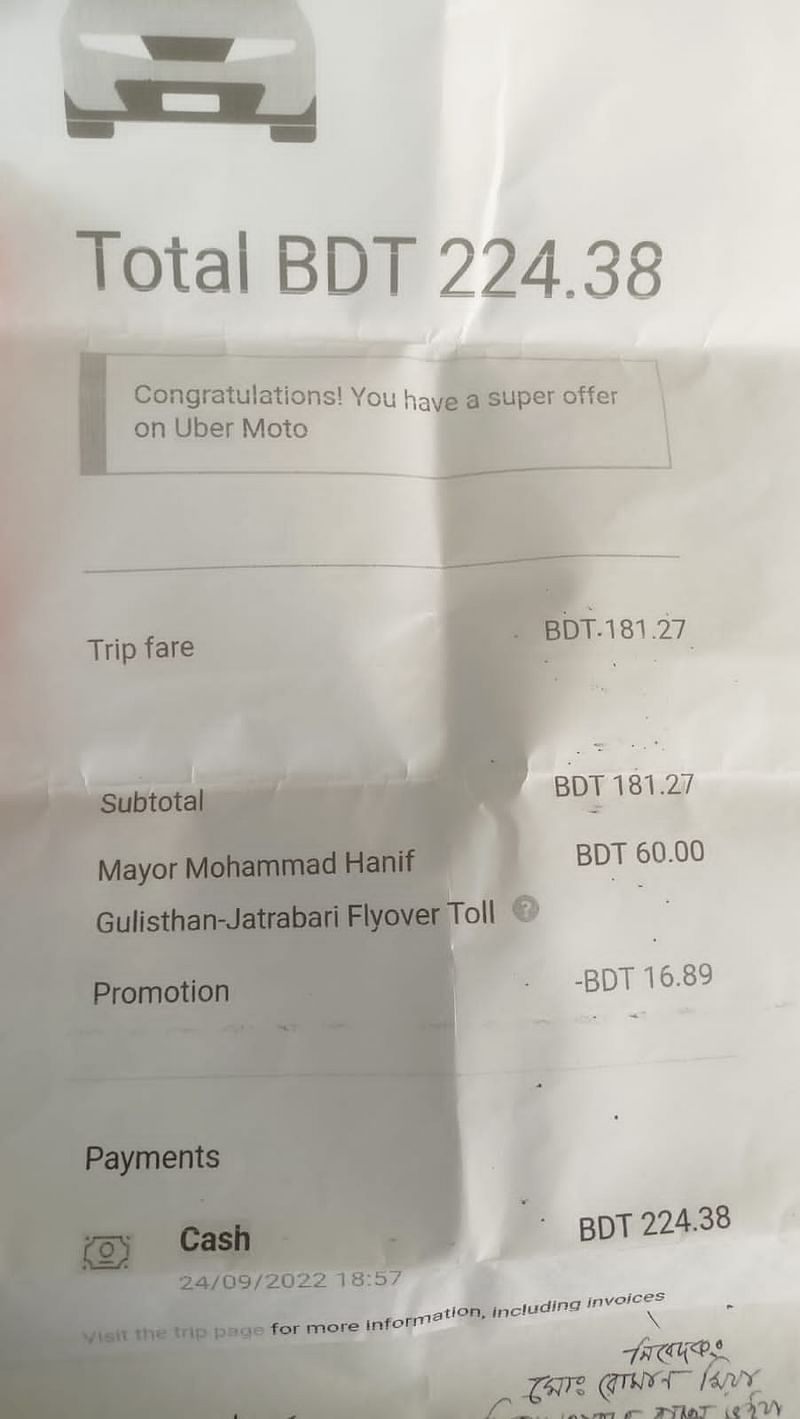 Total BDT 224.38
Congratulations! You have a super offer
on Uber Moto
Trip fare BDT 181.27
Subtotal BDT 181.27
Mayor Mohammad Hanif BDT 60.00
Gulisthan-Jatrabari Flyover Toll ?
Promotion -BDT 16.89
Payments
Cash BDT 224.38
24/09/2022 18:57
Visit the trip page for more information, including invoices
নিবেদক
মোঃ রোমান মিয়া